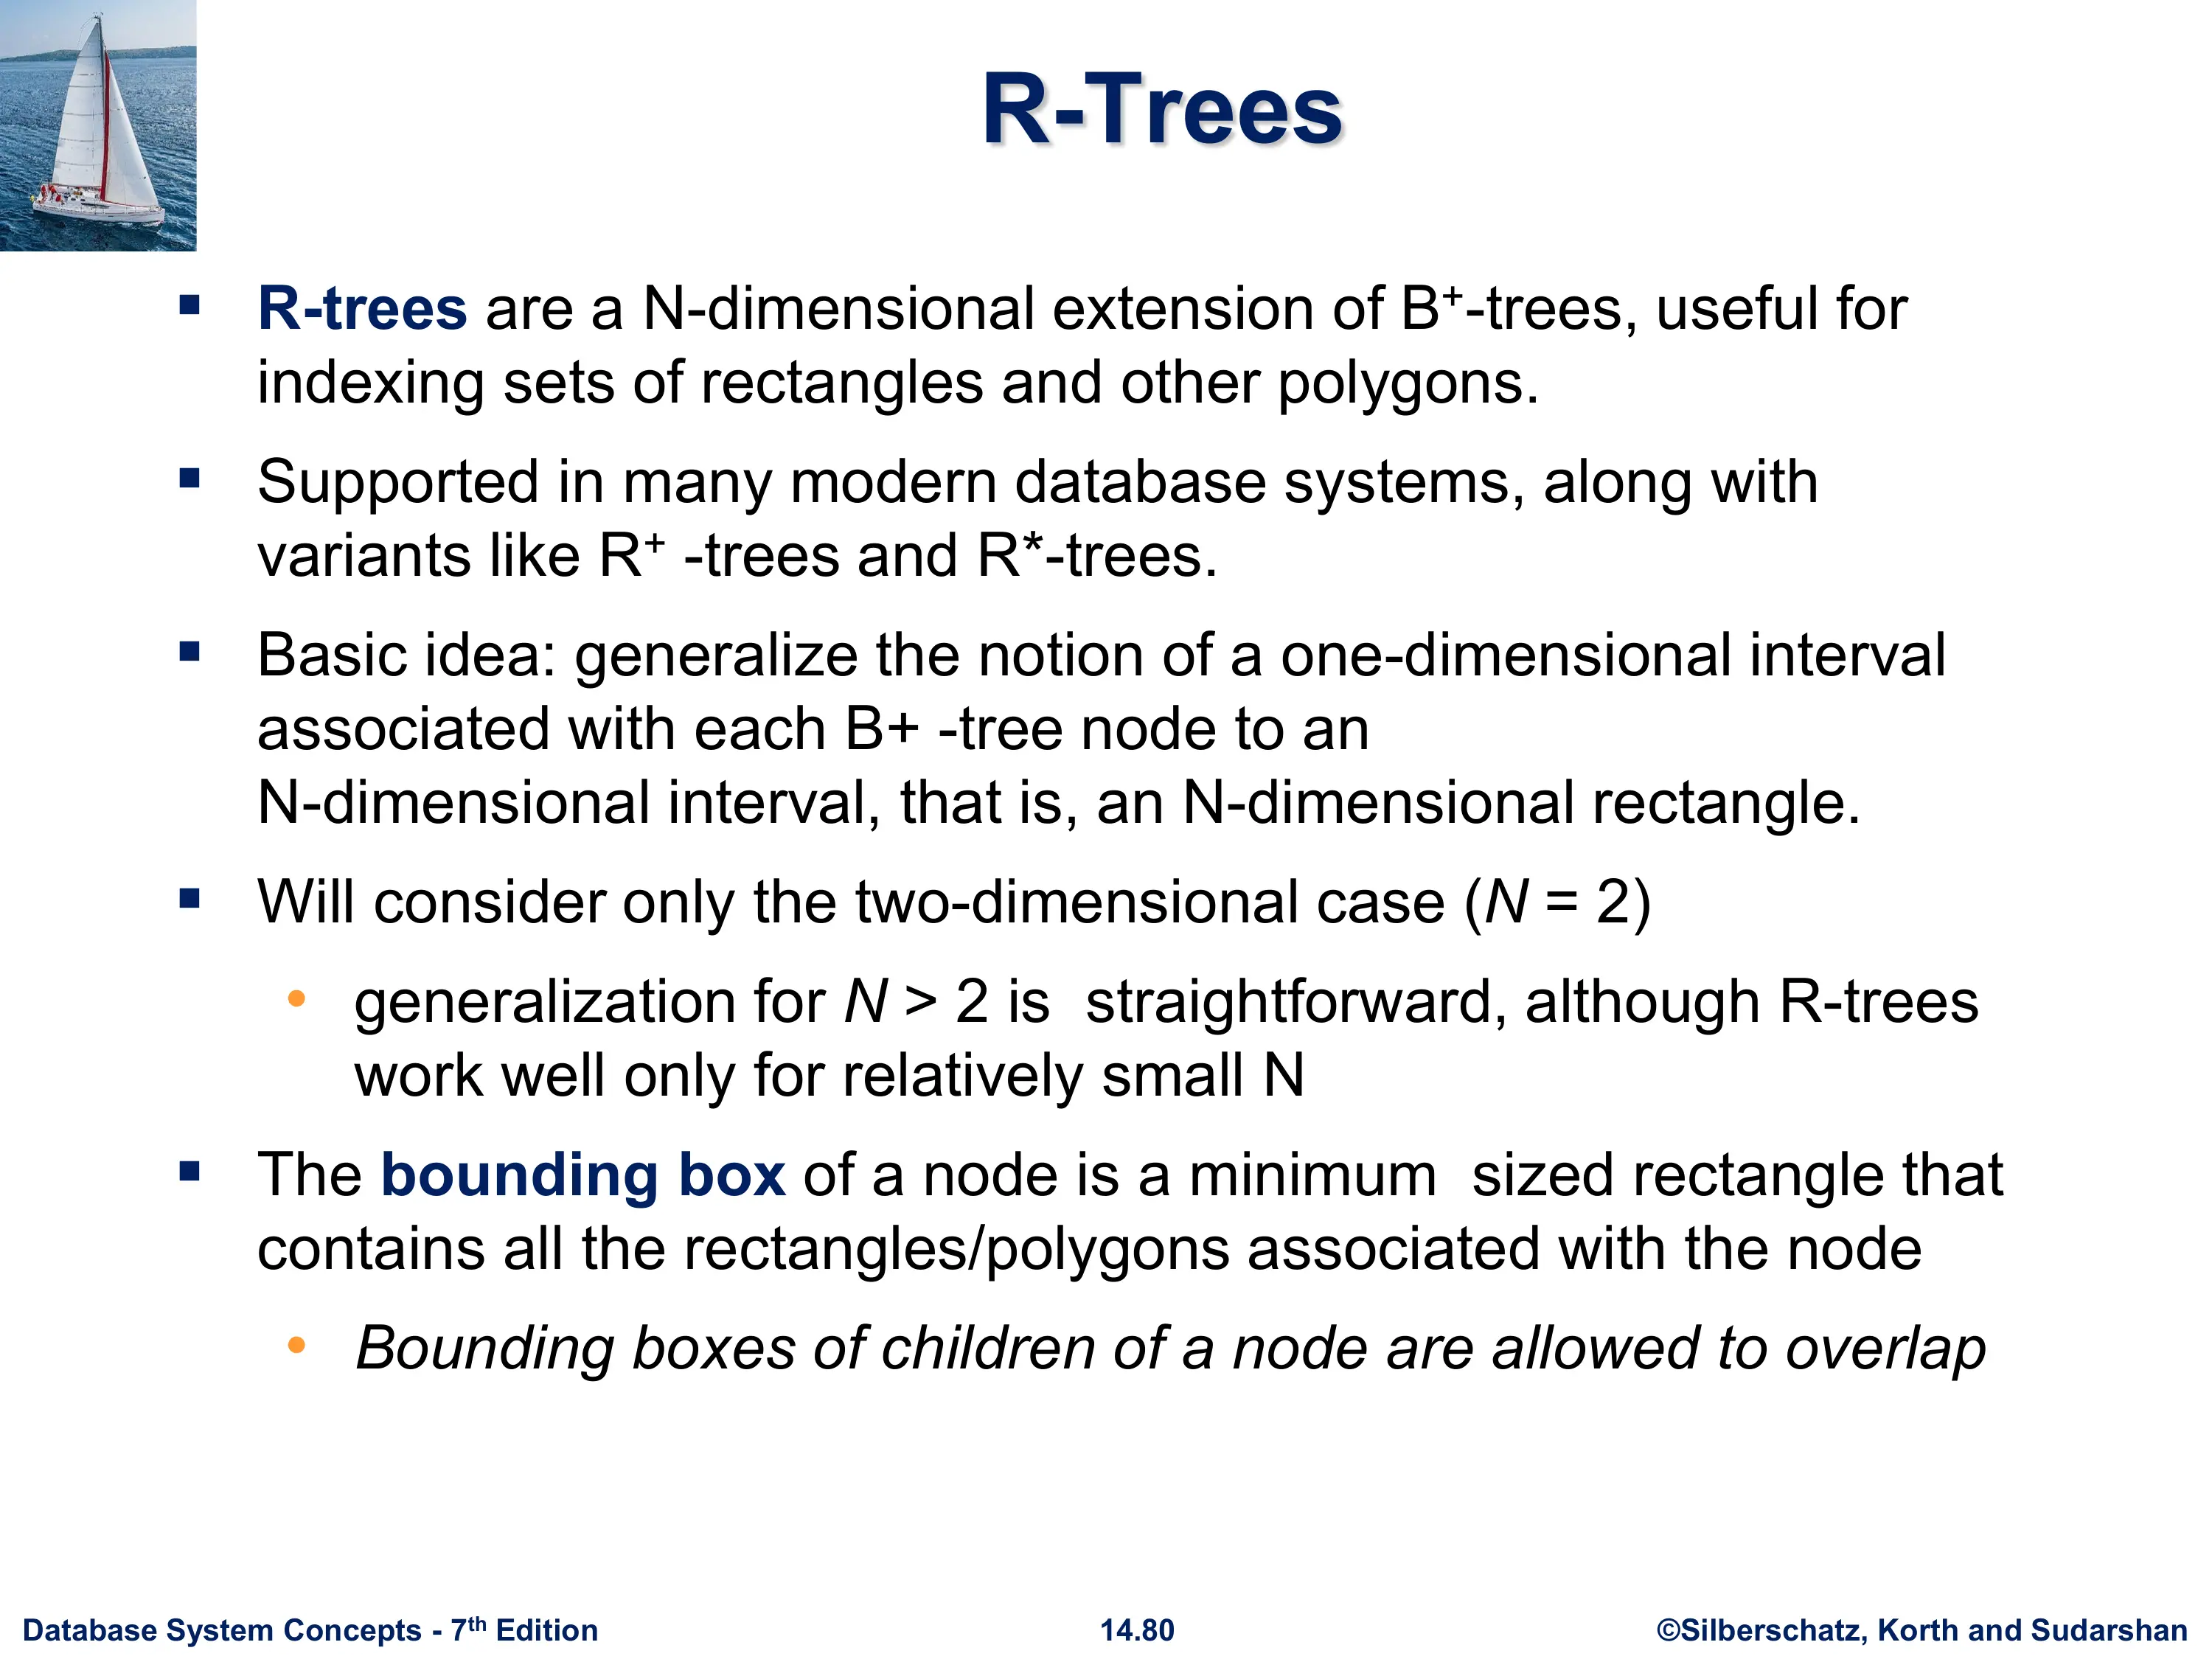 R-Trees
▪ R-trees are a N-dimensional extension of B⁺-trees, useful for
indexing sets of rectangles and other polygons.
▪ Supported in many modern database systems, along with
variants like R⁺ -trees and R*-trees.
▪ Basic idea: generalize the notion of a one-dimensional interval
associated with each B+ -tree node to an
N-dimensional interval, that is, an N-dimensional rectangle.
▪ Will consider only the two-dimensional case (N = 2)
• generalization for N > 2 is  straightforward, although R-trees
work well only for relatively small N
▪ The bounding box of a node is a minimum  sized rectangle that
contains all the rectangles/polygons associated with the node
• Bounding boxes of children of a node are allowed to overlap
Database System Concepts - 7th Edition
14.80
©Silberschatz, Korth and Sudarshan